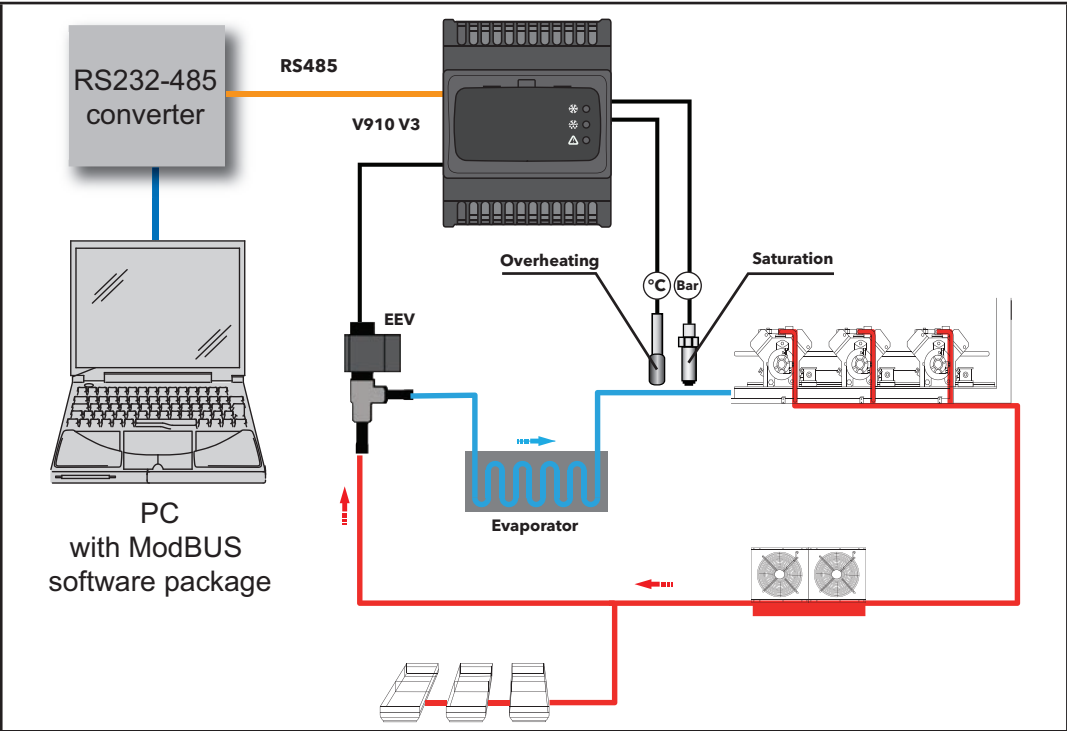 RS232-485
converter
RS485
V910 V3
Overheating
Saturation
°C
Bar
EEV
Evaporator
PC
with ModBUS
software package